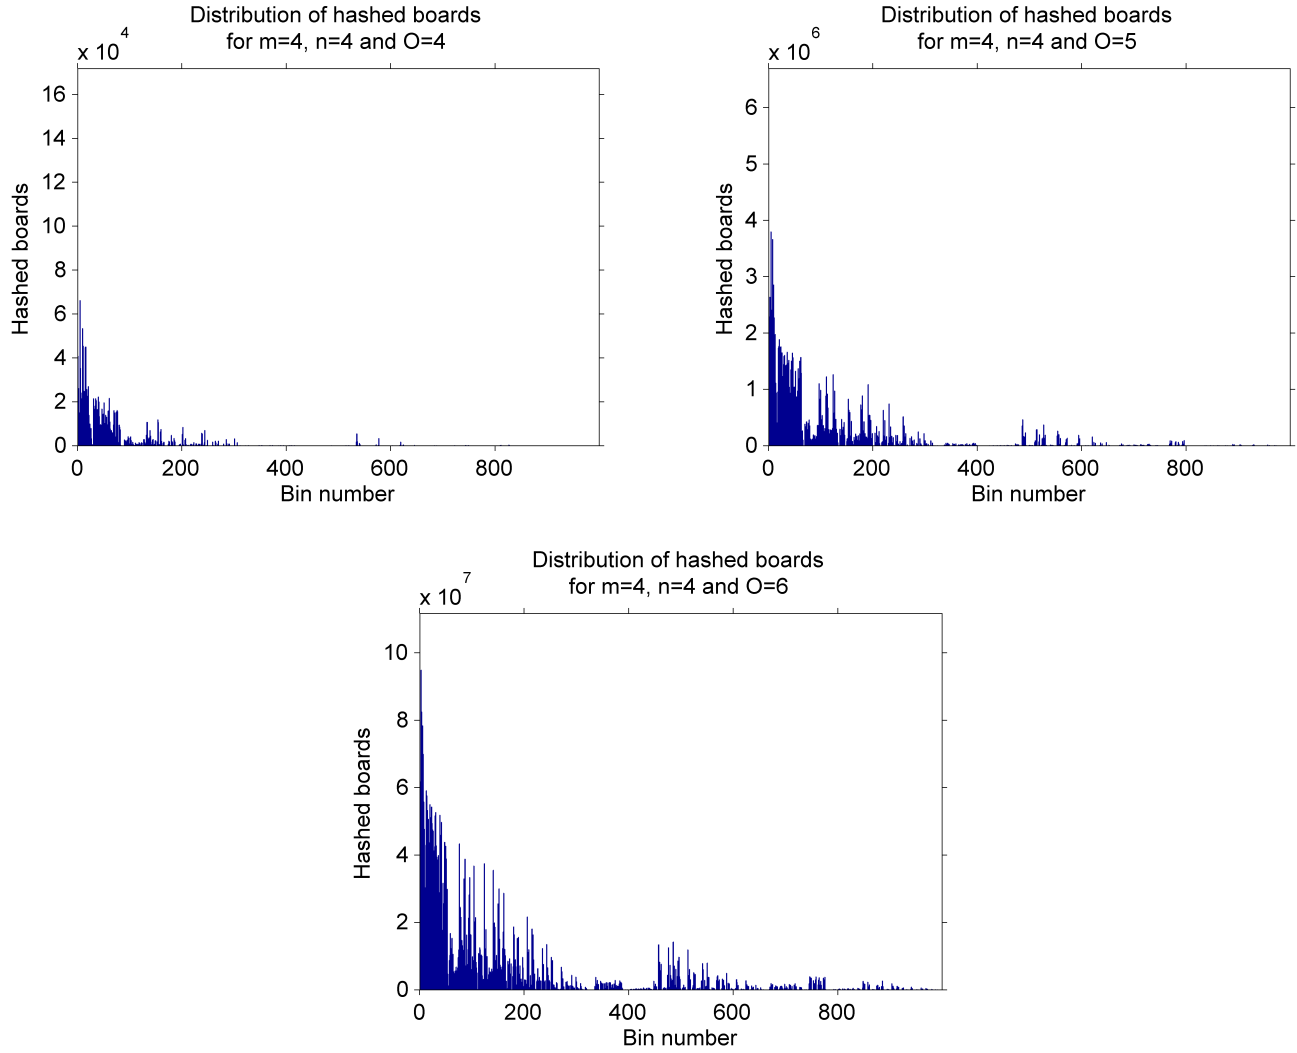 Distribution of hashed boards
for m=4, n=4 and O=4
x 10^4
16
14
12
10
8
6
4
2
0
Hashed boards
0 200 400 600 800
Bin number
Distribution of hashed boards
for m=4, n=4 and O=5
x 10^6
6
5
4
3
2
1
0
Hashed boards
0 200 400 600 800
Bin number
Distribution of hashed boards
for m=4, n=4 and O=6
x 10^7
10
8
6
4
2
0
Hashed boards
0 200 400 600 800
Bin number